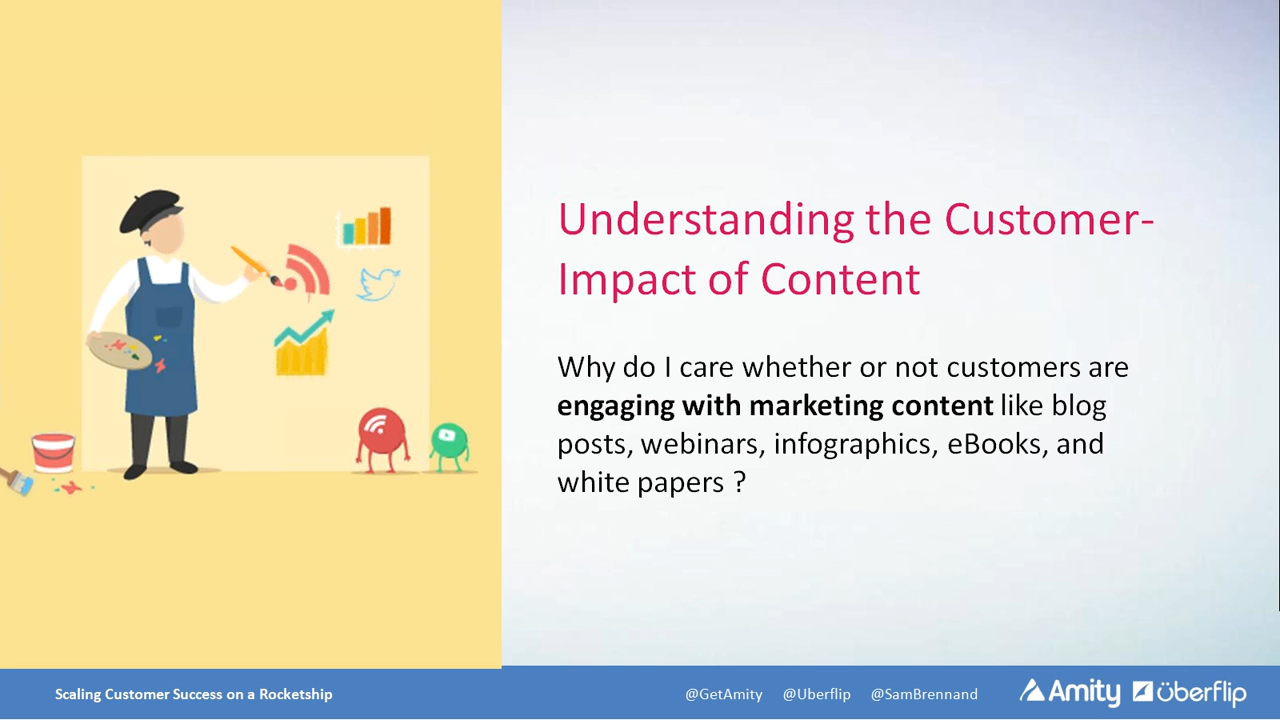 Understanding the Customer-
Impact of Content
Why do I care whether or not customers are
engaging with marketing content like blog
posts, webinars, infographics, eBooks, and
white papers ?
Scaling Customer Success on a Rocketship
@GetAmity @Uberflip @SamBrennand
Amity überflip